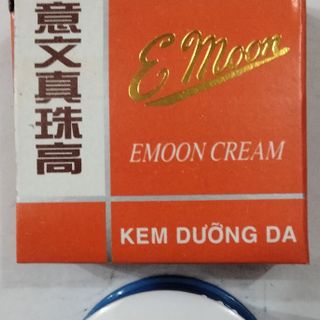 意文真珠高
E Moon
EMOON CREAM
KEM DƯỠNG DA